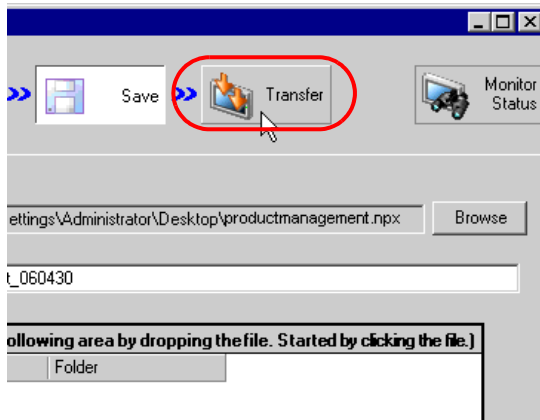 Save
Transfer
Monitor
Status
ettings\Administrator\Desktop\productmanagement.npx
Browse
t_060430
ollowing area by dropping the file. Started by clicking the file.)
Folder